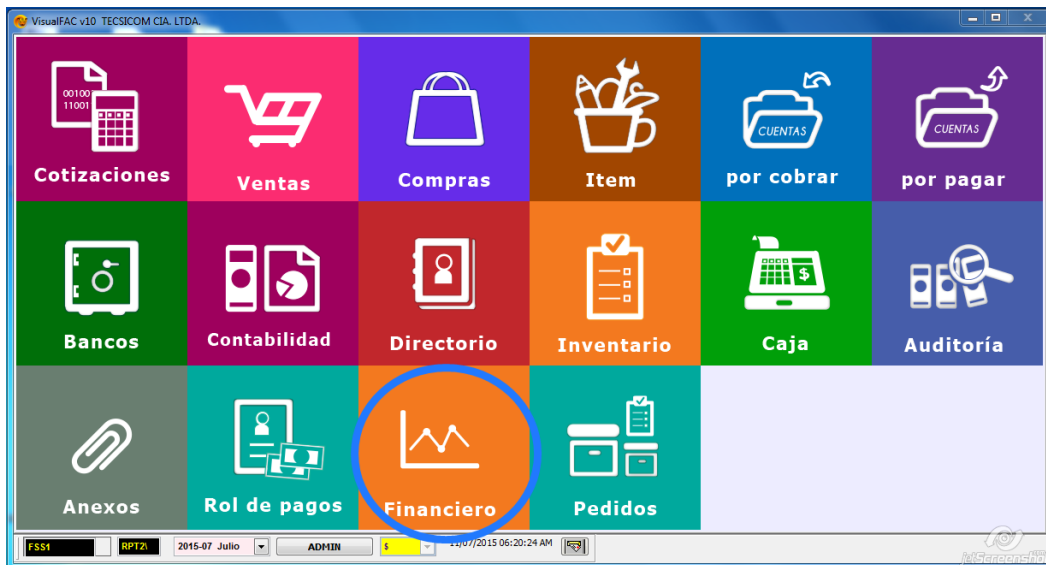 VisualFAC v10 TECSICOM CIA. LTDA.
00100
11001
CUENTAS
CUENTAS
Cotizaciones
Ventas
Compras
Item
por cobrar
por pagar
$
Bancos
Contabilidad
Directorio
Inventario
Caja
Auditoría
Anexos
Rol de pagos
Financiero
Pedidos
FSS1
RPT2\
2015-07 Julio
ADMIN
$
11/07/2015 06:20:24 AM
jetScreenshot